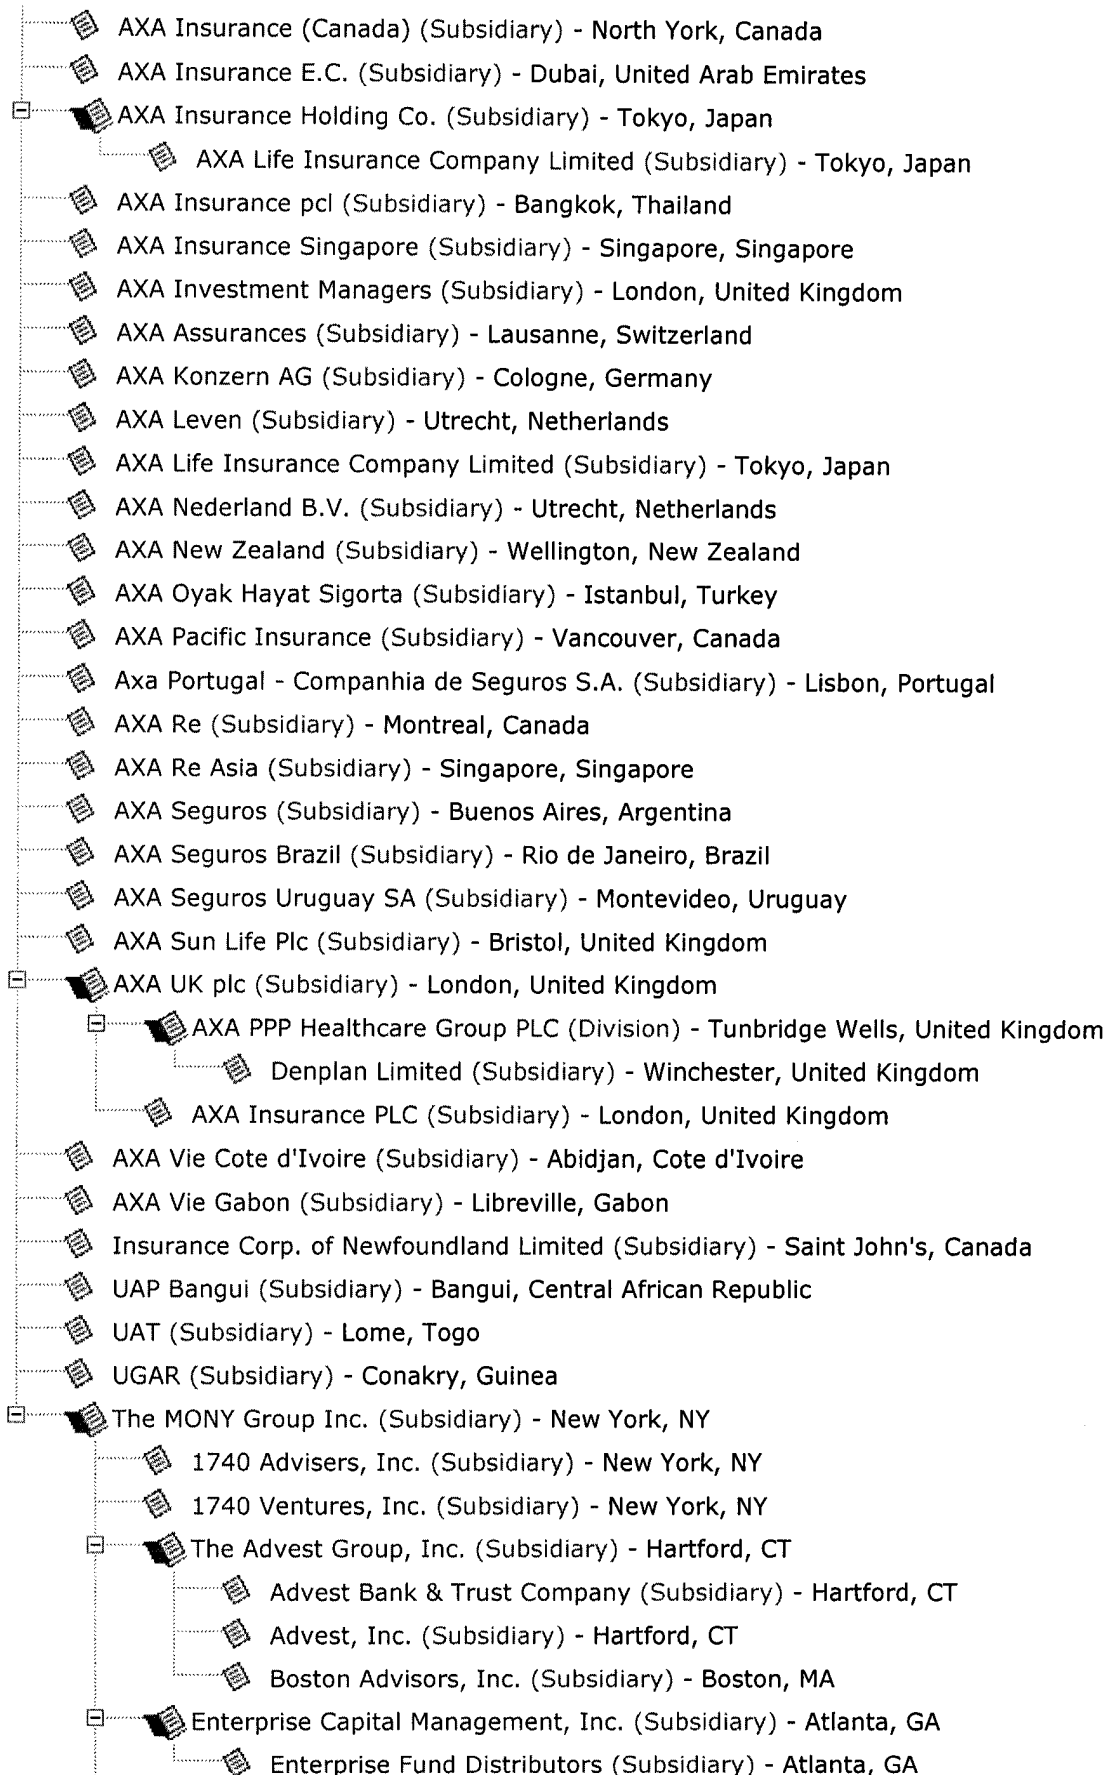 AXA Insurance (Canada) (Subsidiary) - North York, Canada
AXA Insurance E.C. (Subsidiary) - Dubai, United Arab Emirates
AXA Insurance Holding Co. (Subsidiary) - Tokyo, Japan
AXA Life Insurance Company Limited (Subsidiary) - Tokyo, Japan
AXA Insurance pcl (Subsidiary) - Bangkok, Thailand
AXA Insurance Singapore (Subsidiary) - Singapore, Singapore
AXA Investment Managers (Subsidiary) - London, United Kingdom
AXA Assurances (Subsidiary) - Lausanne, Switzerland
AXA Konzern AG (Subsidiary) - Cologne, Germany
AXA Leven (Subsidiary) - Utrecht, Netherlands
AXA Life Insurance Company Limited (Subsidiary) - Tokyo, Japan
AXA Nederland B.V. (Subsidiary) - Utrecht, Netherlands
AXA New Zealand (Subsidiary) - Wellington, New Zealand
AXA Oyak Hayat Sigorta (Subsidiary) - Istanbul, Turkey
AXA Pacific Insurance (Subsidiary) - Vancouver, Canada
Axa Portugal - Companhia de Seguros S.A. (Subsidiary) - Lisbon, Portugal
AXA Re (Subsidiary) - Montreal, Canada
AXA Re Asia (Subsidiary) - Singapore, Singapore
AXA Seguros (Subsidiary) - Buenos Aires, Argentina
AXA Seguros Brazil (Subsidiary) - Rio de Janeiro, Brazil
AXA Seguros Uruguay SA (Subsidiary) - Montevideo, Uruguay
AXA Sun Life Plc (Subsidiary) - Bristol, United Kingdom
AXA UK plc (Subsidiary) - London, United Kingdom
AXA PPP Healthcare Group PLC (Division) - Tunbridge Wells, United Kingdom
Denplan Limited (Subsidiary) - Winchester, United Kingdom
AXA Insurance PLC (Subsidiary) - London, United Kingdom
AXA Vie Cote d'Ivoire (Subsidiary) - Abidjan, Cote d'Ivoire
AXA Vie Gabon (Subsidiary) - Libreville, Gabon
Insurance Corp. of Newfoundland Limited (Subsidiary) - Saint John's, Canada
UAP Bangui (Subsidiary) - Bangui, Central African Republic
UAT (Subsidiary) - Lome, Togo
UGAR (Subsidiary) - Conakry, Guinea
The MONY Group Inc. (Subsidiary) - New York, NY
1740 Advisers, Inc. (Subsidiary) - New York, NY
1740 Ventures, Inc. (Subsidiary) - New York, NY
The Advest Group, Inc. (Subsidiary) - Hartford, CT
Advest Bank & Trust Company (Subsidiary) - Hartford, CT
Advest, Inc. (Subsidiary) - Hartford, CT
Boston Advisors, Inc. (Subsidiary) - Boston, MA
Enterprise Capital Management, Inc. (Subsidiary) - Atlanta, GA
Enterprise Fund Distributors (Subsidiary) - Atlanta, GA